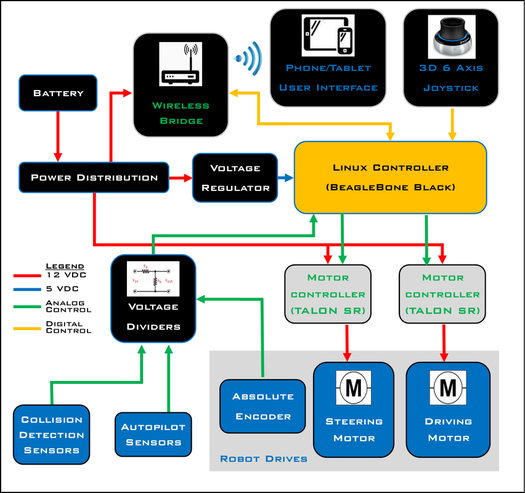 Phone/Tablet
User Interface
3D 6 Axis
Joystick
Battery
Wireless
Bridge
Power Distribution
Voltage
Regulator
Linux Controller
(BeagleBone Black)
Legend
12 VDC
5 VDC
Analog
Control
Digital
Control
Voltage
Dividers
Motor
controller
(TALON SR)
Motor
controller
(TALON SR)
M
M
Absolute
Encoder
Steering
Motor
Driving
Motor
Collision
Detection
Sensors
Autopilot
Sensors
Robot Drives